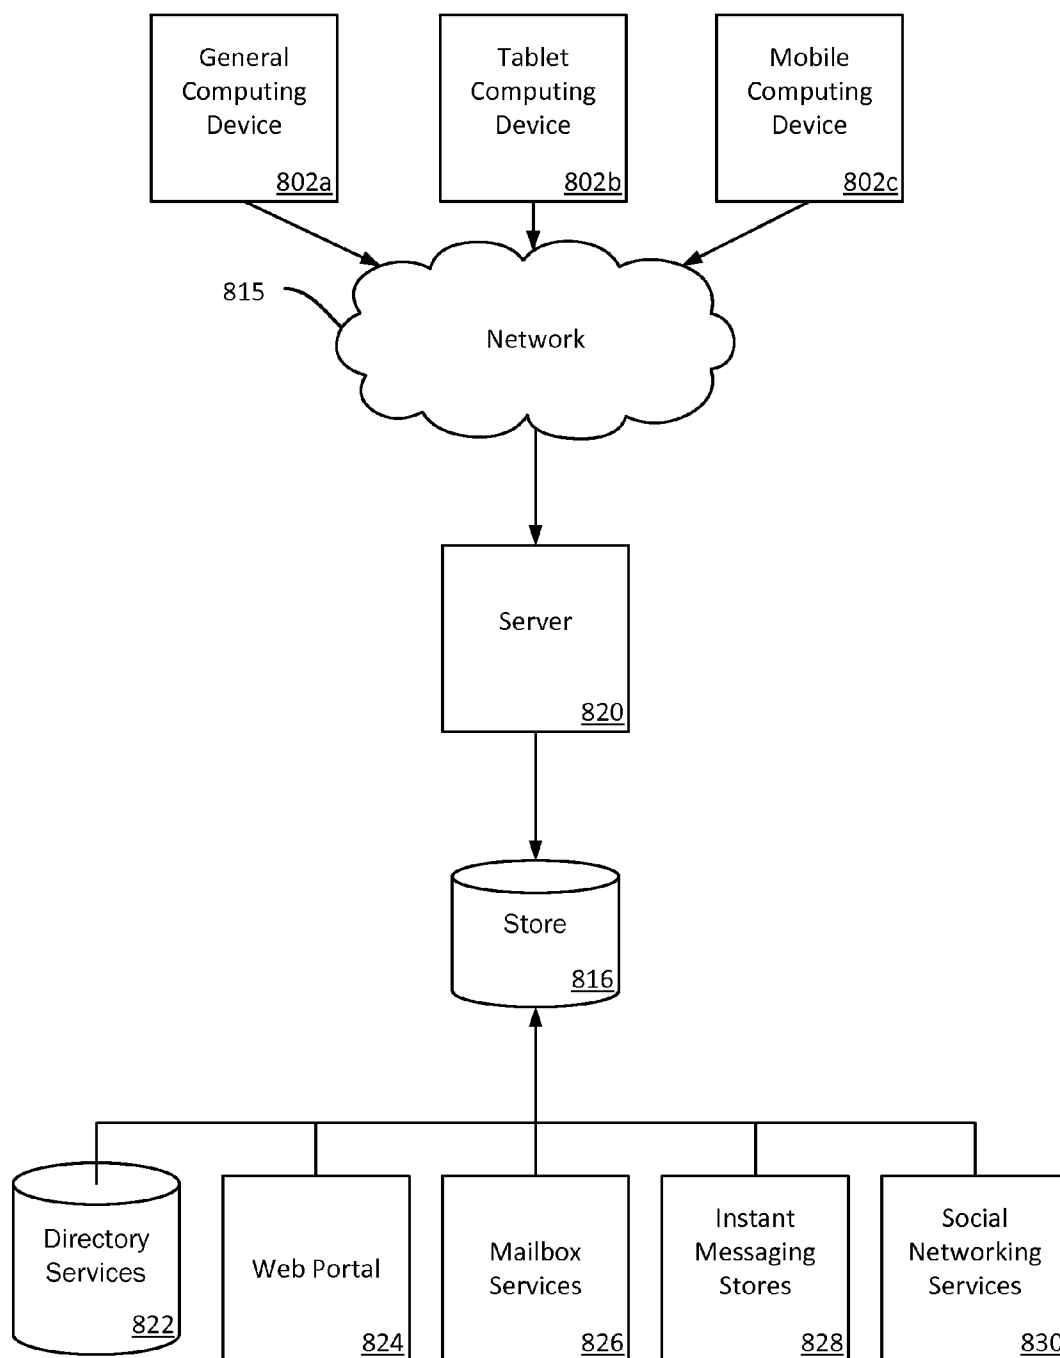 General
Computing
Device
802a
Tablet
Computing
Device
802b
Mobile
Computing
Device
802c
815
Network
Server
820
Store
816
Directory
Services
822
Web Portal
824
Mailbox
Services
826
Instant
Messaging
Stores
828
Social
Networking
Services
830